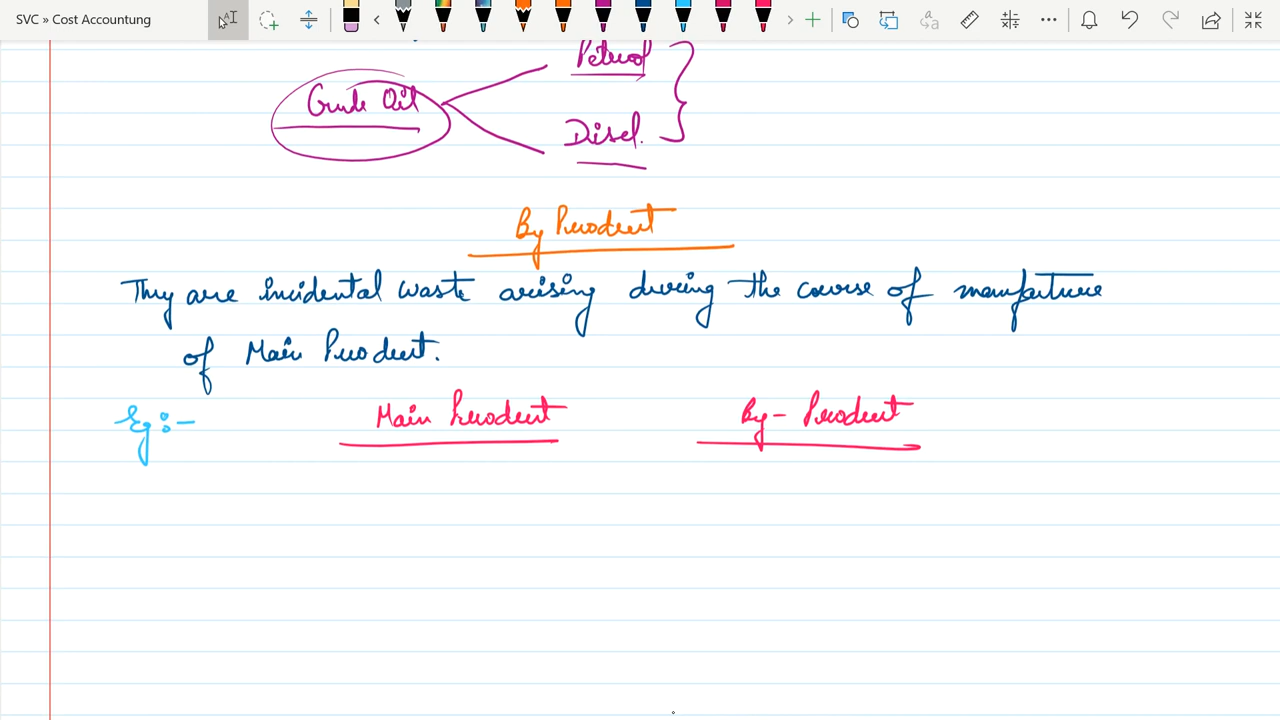 SVC » Cost Accountung
Petrol
Crude Oil
Disel.
By Product
They are incidental waste arising during the course of manufacture
of Main Product.
Eg:-
Main Product
By - Product